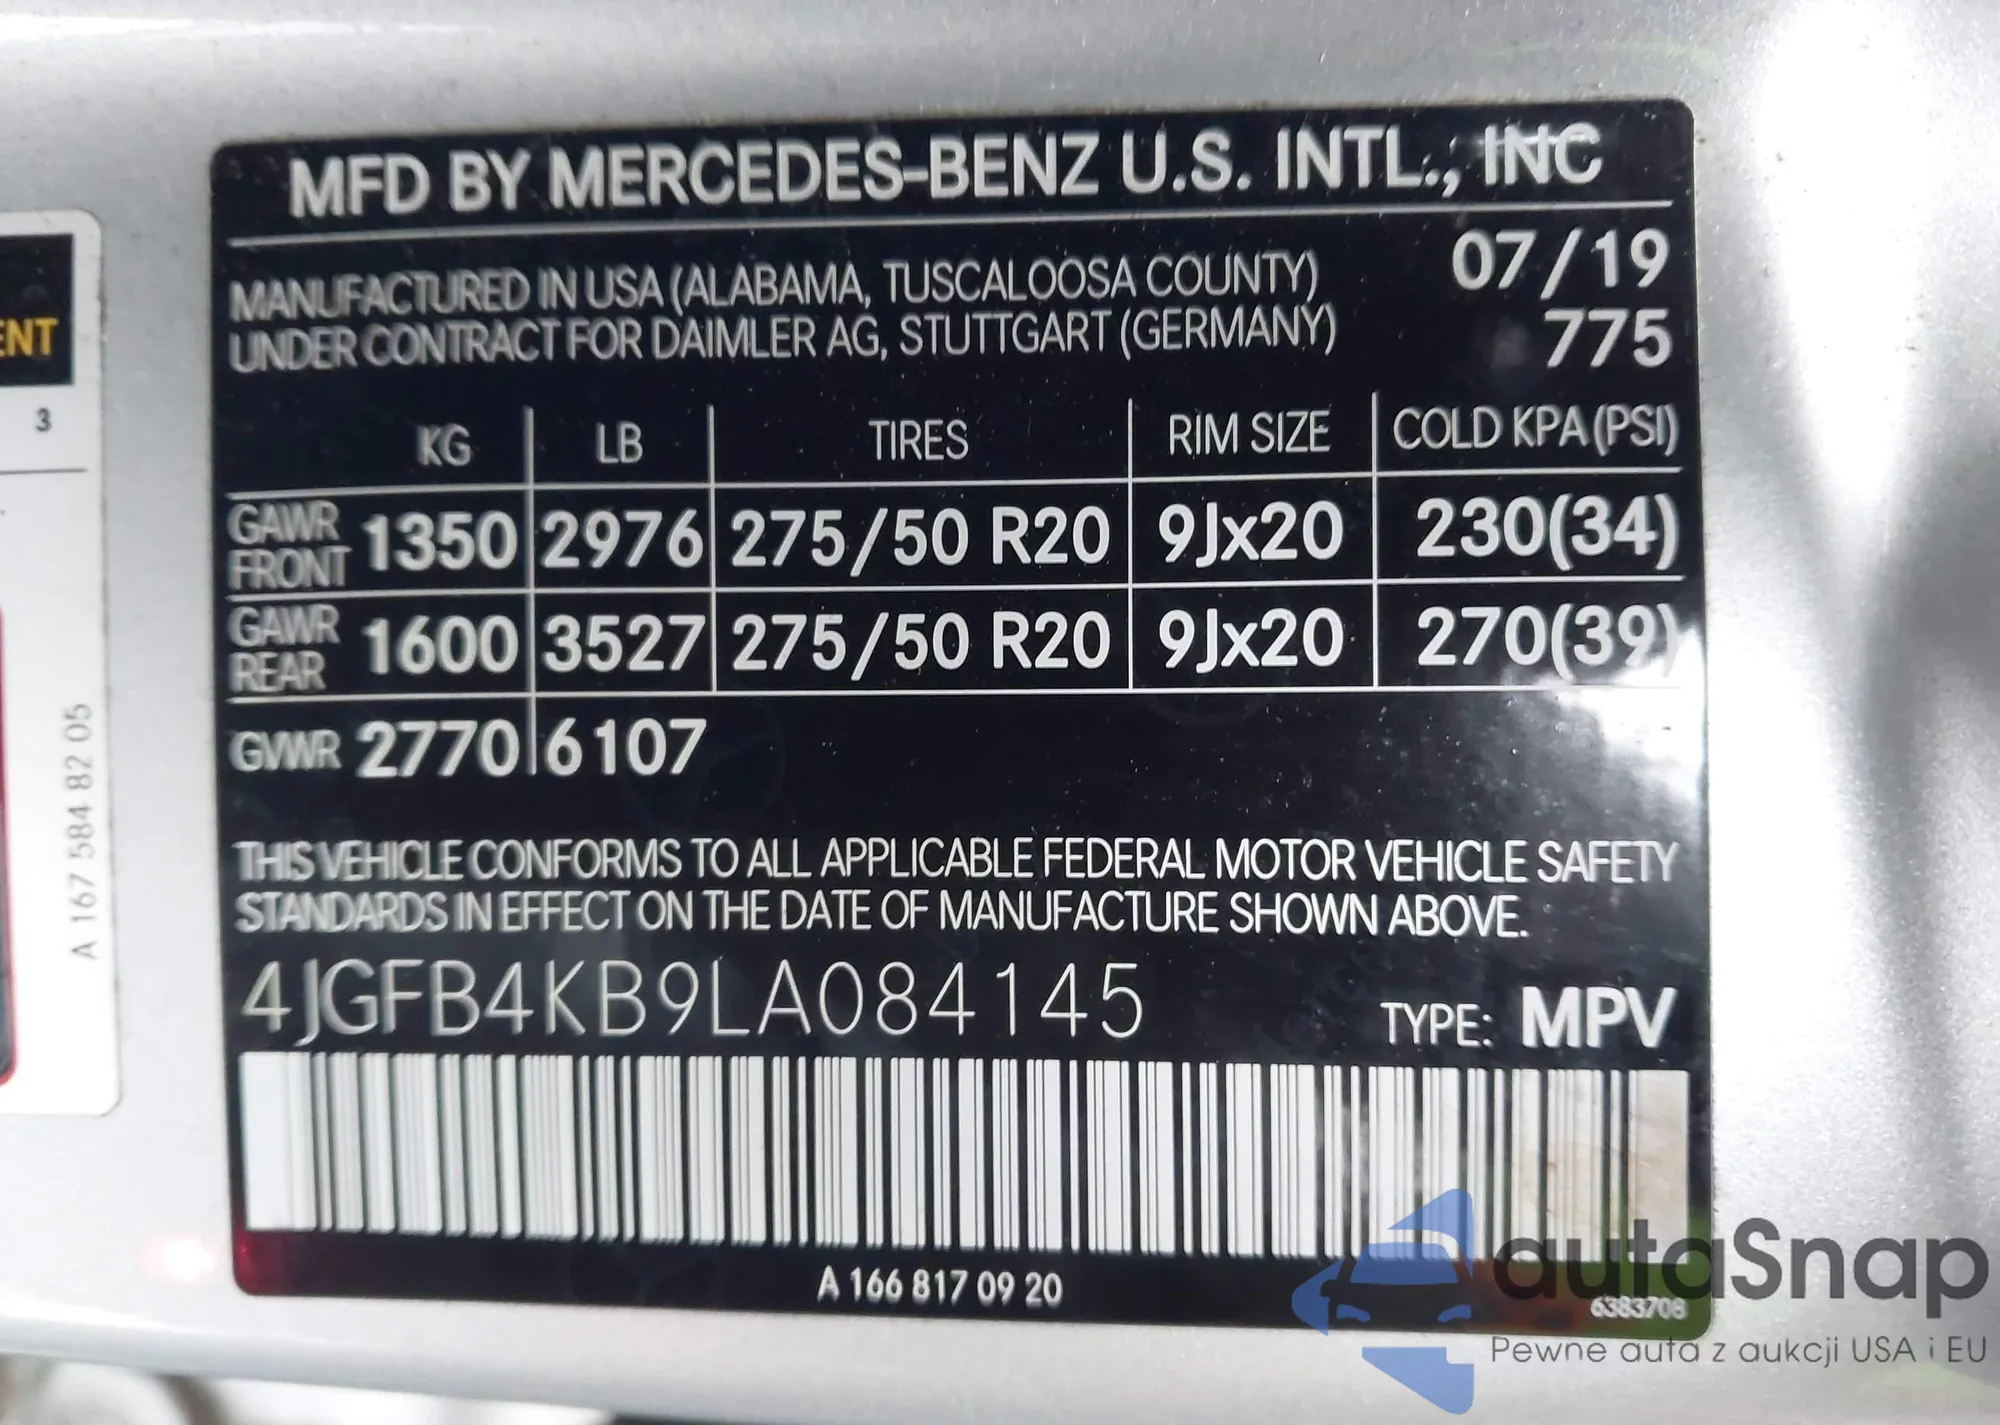 MFD BY MERCEDES-BENZ U.S. INTL., INC
MANUFACTURED IN USA (ALABAMA, TUSCALOOSA COUNTY) 07/19
UNDER CONTRACT FOR DAIMLER AG, STUTTGART (GERMANY) 775
KG LB TIRES RIM SIZE COLD KPA (PSI)
GAWR FRONT 1350 2976 275/50 R20 9Jx20 230(34)
GAWR REAR 1600 3527 275/50 R20 9Jx20 270(39)
GVWR 2770 6107
THIS VEHICLE CONFORMS TO ALL APPLICABLE FEDERAL MOTOR VEHICLE SAFETY
STANDARDS IN EFFECT ON THE DATE OF MANUFACTURE SHOWN ABOVE.
4JGFB4KB9LA084145 TYPE: MPV
A 166 817 09 20
6383708
ENT
3
A 167 584 82 05
autoSnap
Pewne auta z aukcji USA i EU